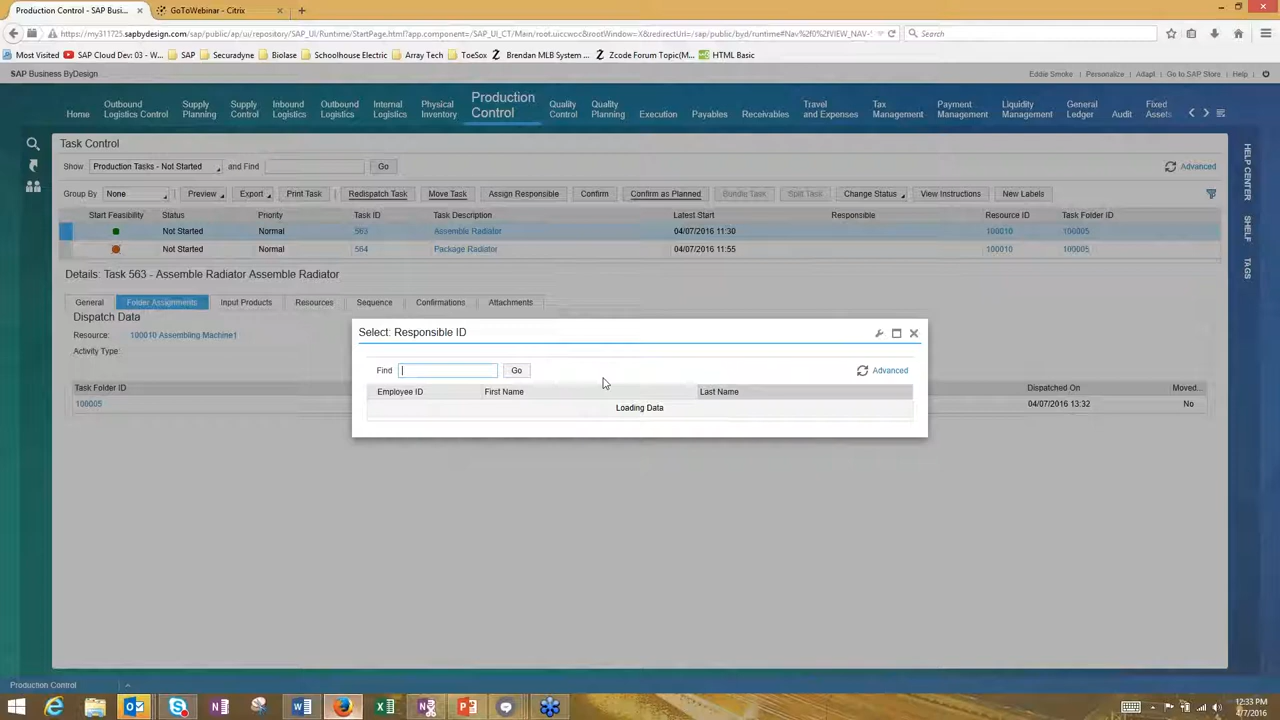 Production Control - SAP Busi... ×
GoToWebinar - Citrix ×
https://my311725.sapbydesign.com/sap/public/ap/ui/repository/SAP_UI/Runtime/StartPage.html?app.component=/SAP_UI_CT/Main/root.uiccwoc&rootWindow=X&redirectUrl=/sap/public/byd/runtime#Nav
Search
Most Visited SAP Cloud Dev: 03 - W... SAP Securadyne Biolase Schoolhouse Electric Array Tech ToeSox Brendan MLB System ... Zcode Forum Topic(M... HTML Basic
SAP Business ByDesign
Eddie Smoke Personalize Adapt Go to SAP Store Help
Home
Outbound Logistics Control
Supply Planning
Supply Control
Inbound Logistics
Outbound Logistics
Internal Logistics
Physical Inventory
Production Control
Quality Control
Quality Planning
Execution
Payables
Receivables
Travel and Expenses
Tax Management
Payment Management
Liquidity Management
General Ledger
Audit
Fixed Assets
Task Control
Show Production Tasks - Not Started and Find Go
Advanced
Group By None Preview Export Print Task Redispatch Task Move Task Assign Responsible Confirm Confirm as Planned Bundle Task Split Task Change Status View Instructions New Labels
Start Feasibility Status Priority Task ID Task Description Latest Start Responsible Resource ID Task Folder ID
Not Started Normal 563 Assemble Radiator 04/07/2016 11:30 100010 100005
Not Started Normal 564 Package Radiator 04/07/2016 11:55 100010 100005
Details: Task 563 - Assemble Radiator Assemble Radiator
General Folder Assignments Input Products Resources Sequence Confirmations Attachments
Dispatch Data
Resource: 100010 Assembling Machine1
Activity Type:
Task Folder ID Dispatched On Moved...
100005 04/07/2016 13:32 No
Select: Responsible ID
Find Go Advanced
Employee ID First Name Last Name
Loading Data
HELP CENTER
SHELF
TAGS
Production Control
12:33 PM
4/7/2016